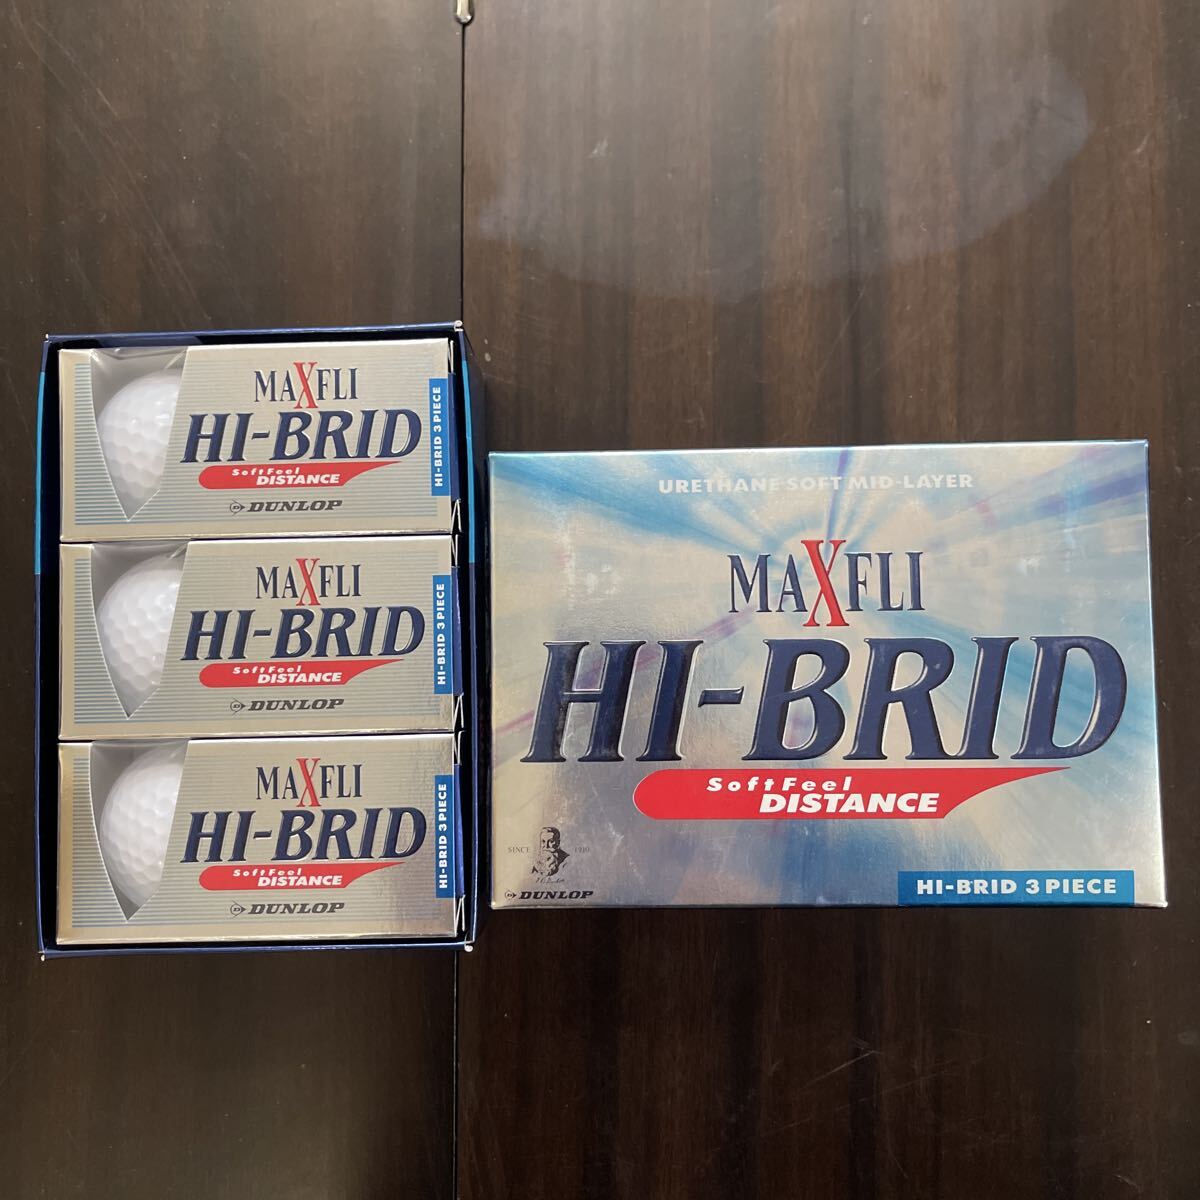 MAXFLI
HI-BRID
Soft Feel
DISTANCE
DUNLOP
HI-BRID 3 PIECE
MAXFLI
HI-BRID
Soft Feel
DISTANCE
DUNLOP
HI-BRID 3 PIECE
MAXFLI
HI-BRID
Soft Feel
DISTANCE
DUNLOP
HI-BRID 3 PIECE
URETHANE SOFT MID-LAYER
MAXFLI
HI-BRID
Soft Feel
DISTANCE
SINCE 1910
DUNLOP
HI-BRID 3 PIECE